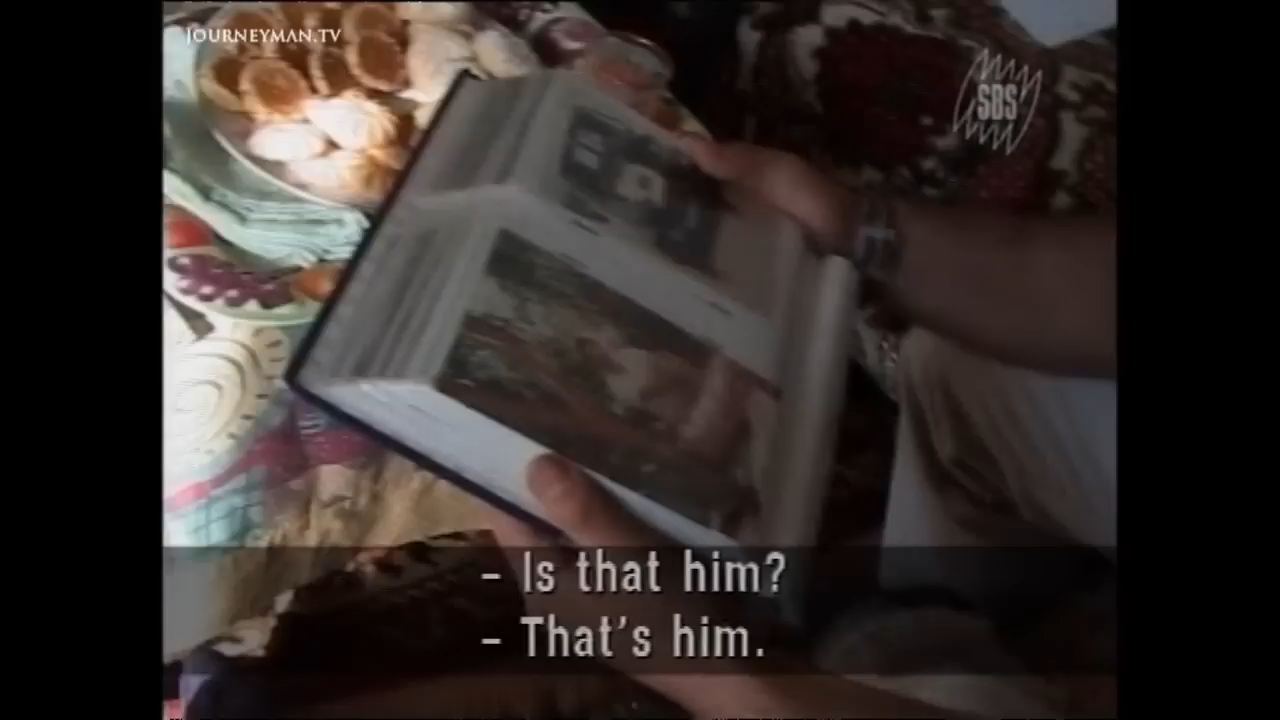 JOURNEYMAN.TV
SBS
- Is that him?
- That's him.